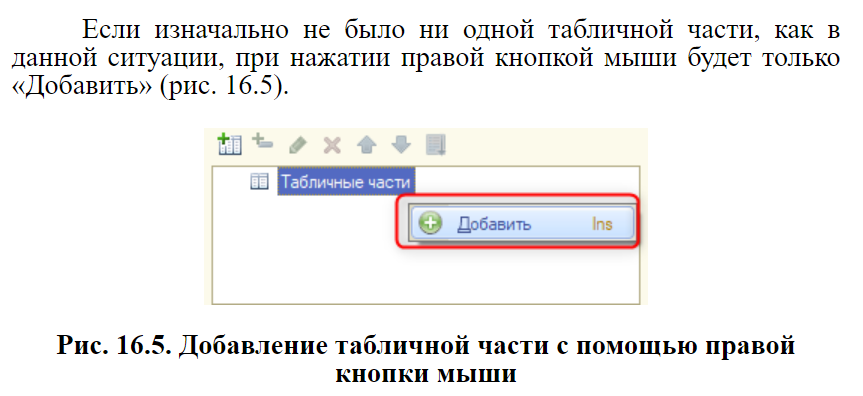 Если изначально не было ни одной табличной части, как в
данной ситуации, при нажатии правой кнопкой мыши будет только
«Добавить» (рис. 16.5).
Табличные части
Добавить Ins
Рис. 16.5. Добавление табличной части с помощью правой
кнопки мыши